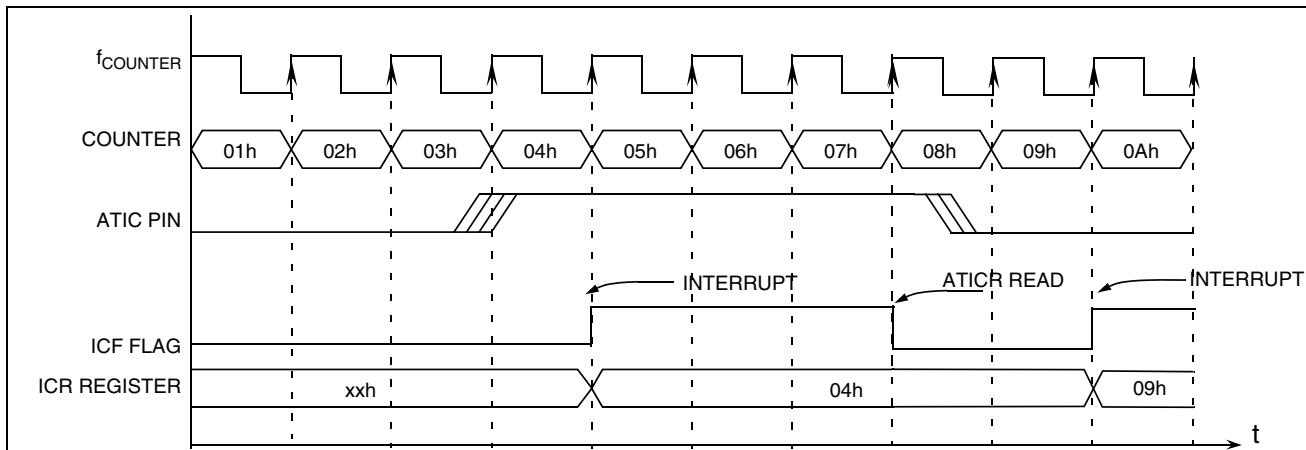 fCOUNTER
COUNTER 01h 02h 03h 04h 05h 06h 07h 08h 09h 0Ah
ATIC PIN
INTERRUPT ATICR READ INTERRUPT
ICF FLAG
ICR REGISTER xxh 04h 09h
t